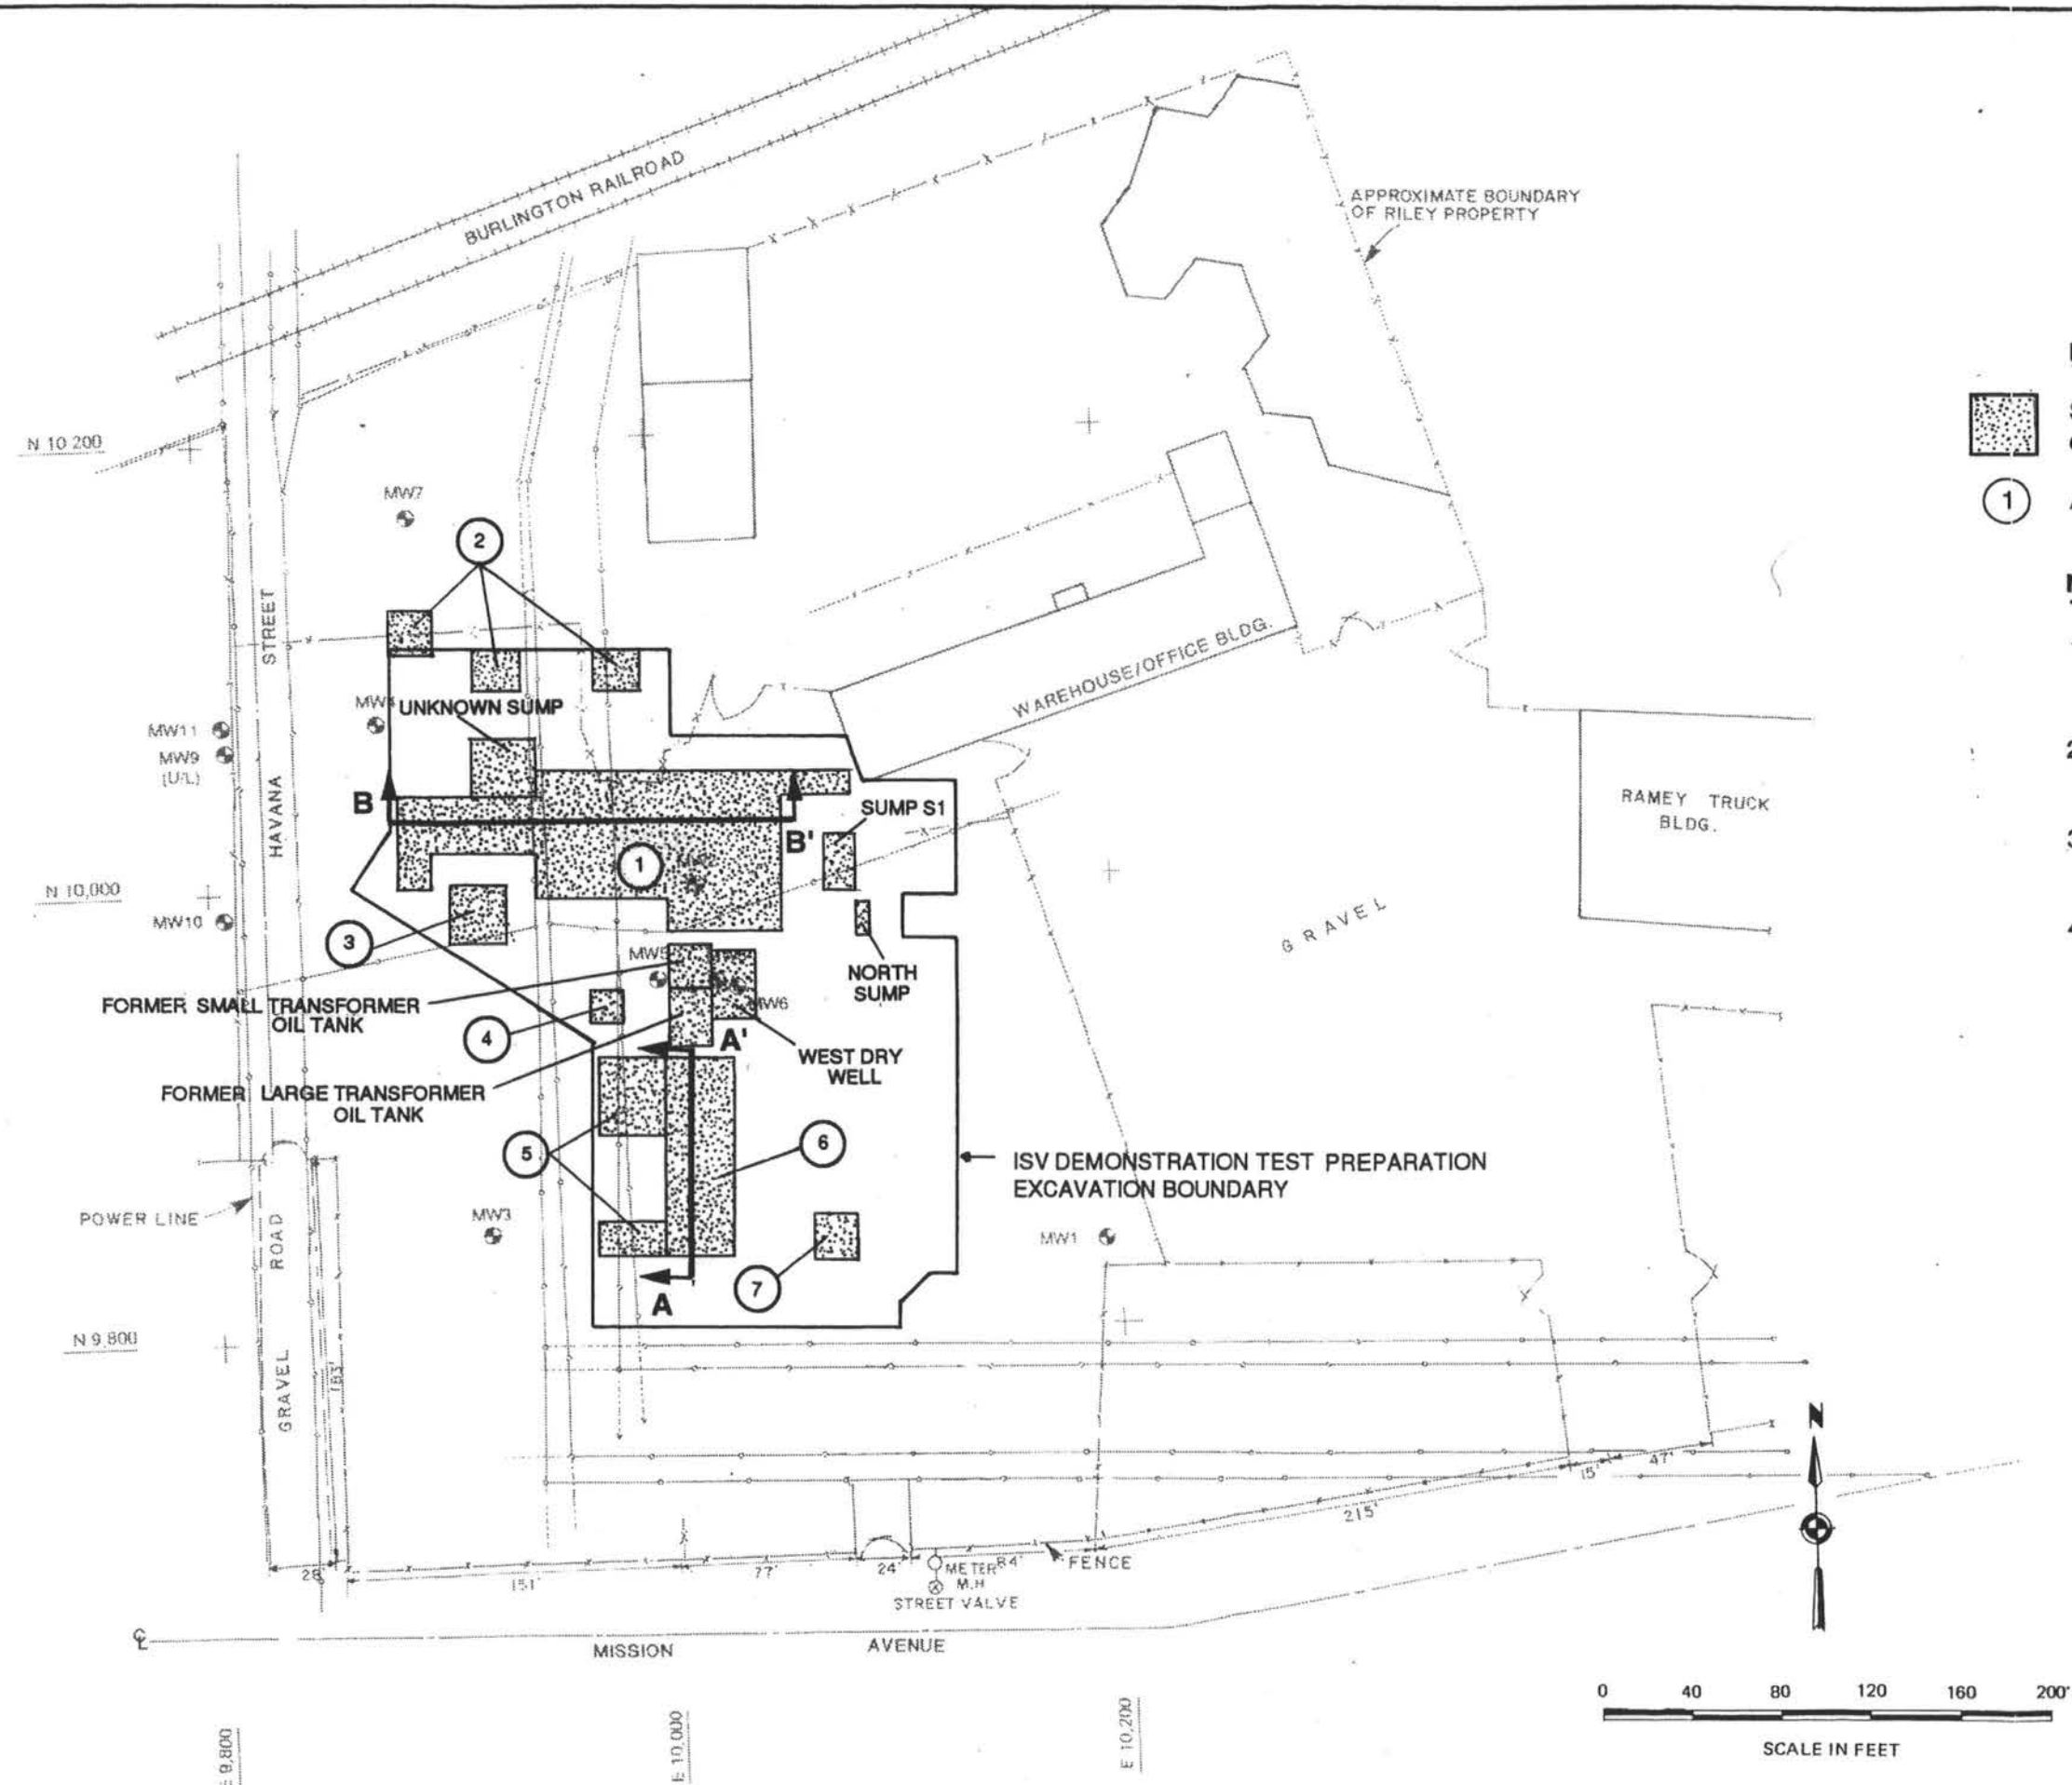 BURLINGTON RAILROAD
APPROXIMATE BOUNDARY
OF RILEY PROPERTY
N 10 200
1
MW7
2
HAVANA STREET
WAREHOUSE/OFFICE BLDG.
UNKNOWN SUMP
MW11
MW9
(U/L)
RAMEY TRUCK
BLDG.
B
B'
SUMP S1
1
N 10,000
MW10
3
GRAVEL
MW5
NORTH
SUMP
FORMER SMALL TRANSFORMER
OIL TANK
MW6
4
A'
WEST DRY
WELL
FORMER LARGE TRANSFORMER
OIL TANK
5
6
ISV DEMONSTRATION TEST PREPARATION
EXCAVATION BOUNDARY
POWER LINE
MW3
MW1
7
A
N 9,800
GRAVEL ROAD
183'
N
47'
15'
215'
28'
151'
77'
24'
84'
METER
M.H
FENCE
STREET VALVE
MISSION AVENUE
E 9,800
E 10,000
E 10,200
0 40 80 120 160 200'
SCALE IN FEET
2
3